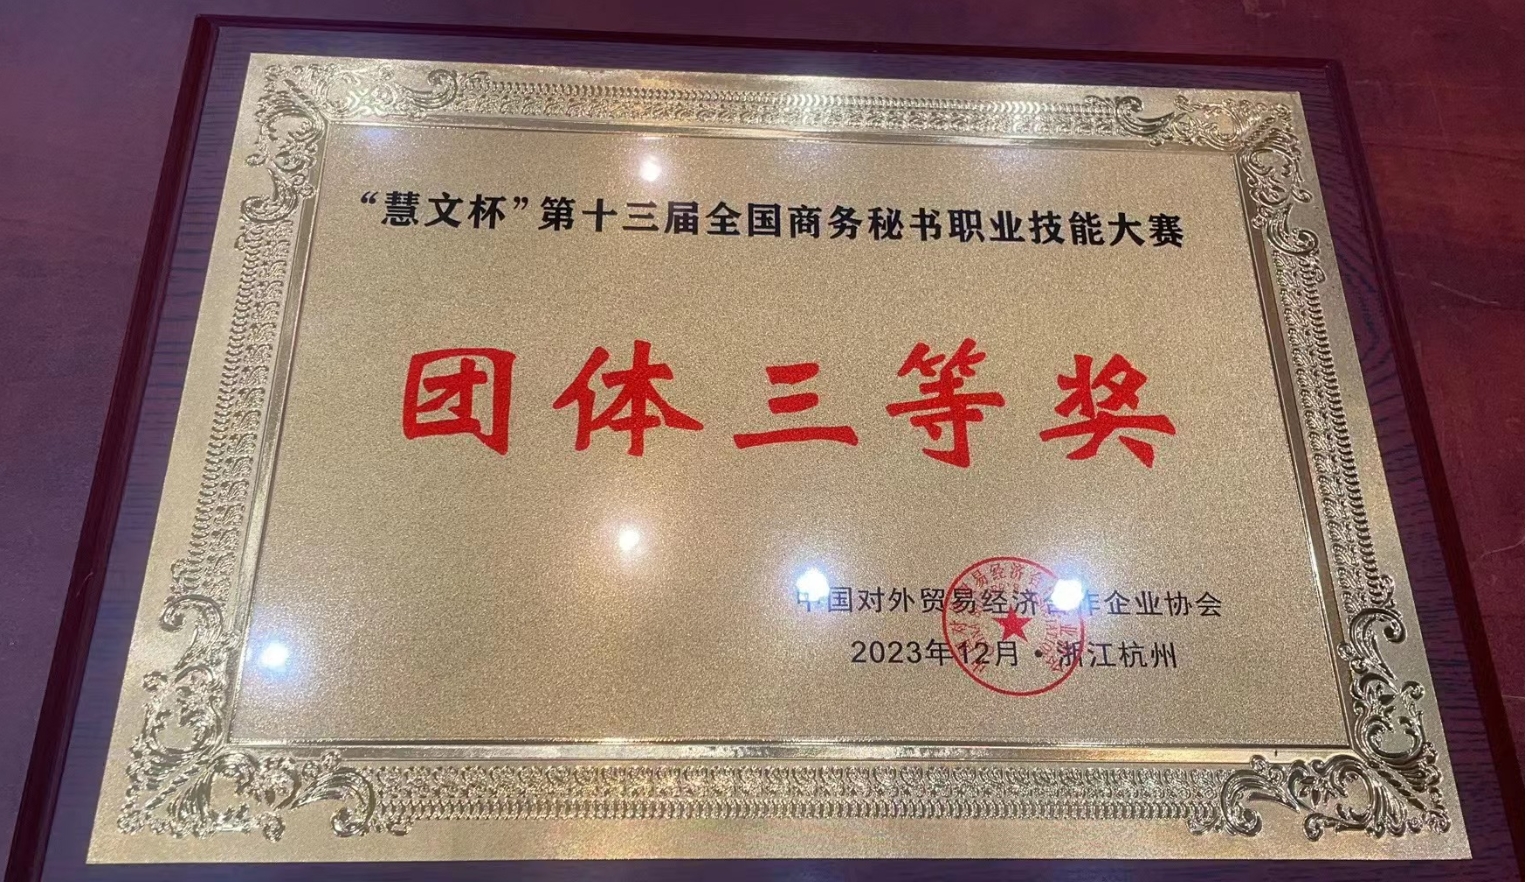 “慧文杯”第十三届全国商务秘书职业技能大赛
团体三等奖
中国对外贸易经济合作企业协会
2023年12月·浙江杭州